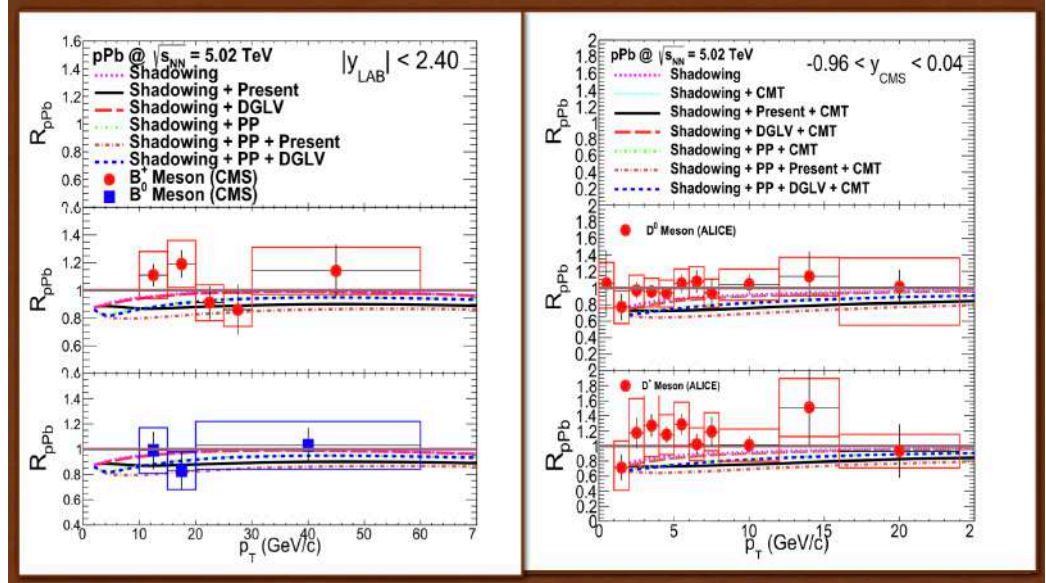 pPb @ √sNN = 5.02 TeV
|yLAB| < 2.40
Shadowing
Shadowing + Present
Shadowing + DGLV
Shadowing + PP
Shadowing + PP + Present
Shadowing + PP + DGLV
B+ Meson (CMS)
B0 Meson (CMS)
RpPb
1.6
1.4
1.2
1
0.8
0.6
0.4
RpPb
1.6
1.4
1.2
1
0.8
0.6
0.4
RpPb
1.2
1
0.8
0.6
0.4
0 10 20 30 40 50 60 70
pT (GeV/c)
pPb @ √sNN = 5.02 TeV
-0.96 < yCMS < 0.04
Shadowing
Shadowing + CMT
Shadowing + Present + CMT
Shadowing + DGLV + CMT
Shadowing + PP + CMT
Shadowing + PP + Present + CMT
Shadowing + PP + DGLV + CMT
RpPb
2
1.8
1.6
1.4
1.2
1
0.8
0.6
0.4
0.2
D0 Meson (ALICE)
RpPb
2
1.8
1.6
1.4
1.2
1
0.8
0.6
0.4
0.2
D+ Meson (ALICE)
RpPb
2
1.8
1.6
1.4
1.2
1
0.8
0.6
0.4
0.2
0
0 5 10 15 20 2
pT (GeV/c)